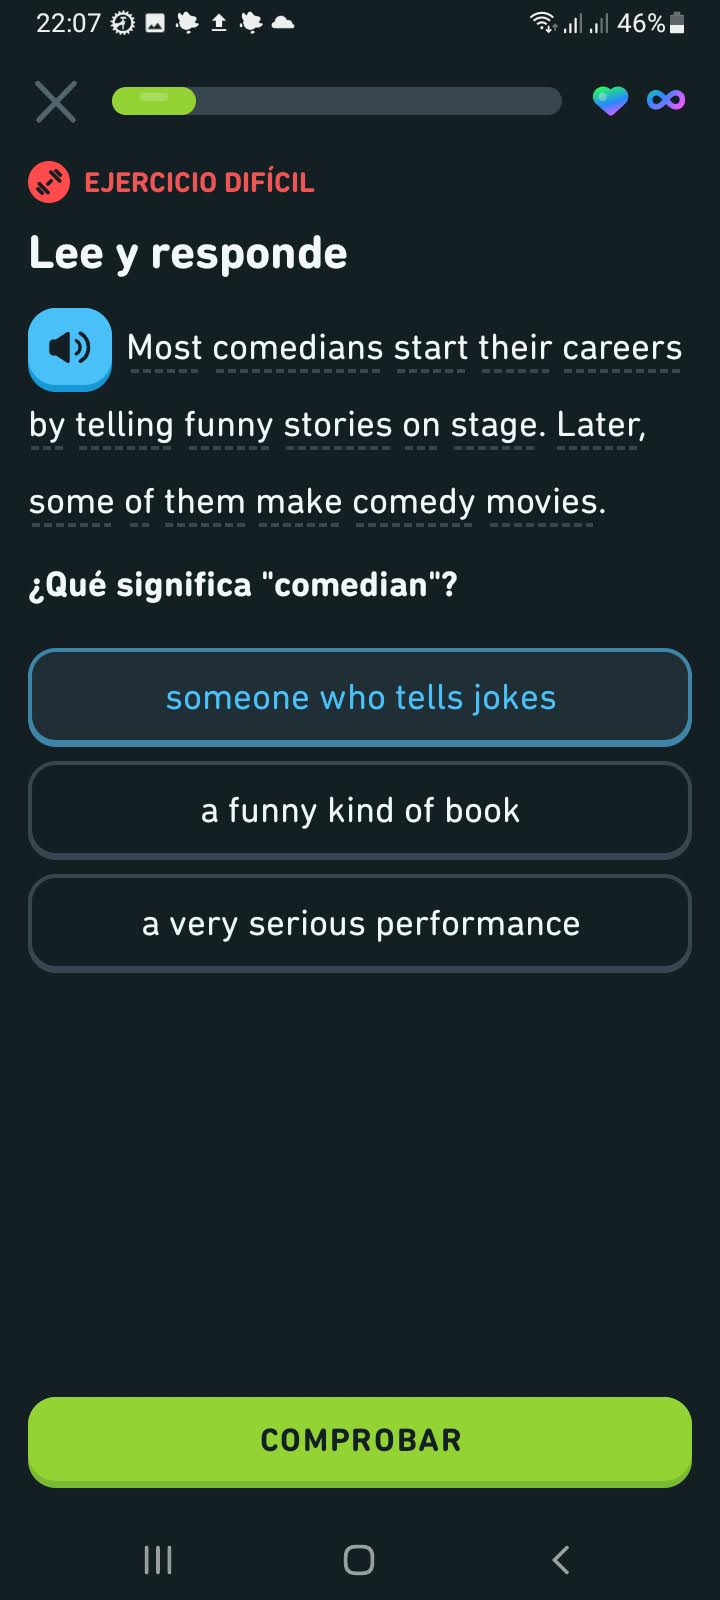 22:07 46%
EJERCICIO DIFÍCIL
Lee y responde
Most comedians start their careers
by telling funny stories on stage. Later,
some of them make comedy movies.
¿Qué significa "comedian"?
someone who tells jokes
a funny kind of book
a very serious performance
COMPROBAR